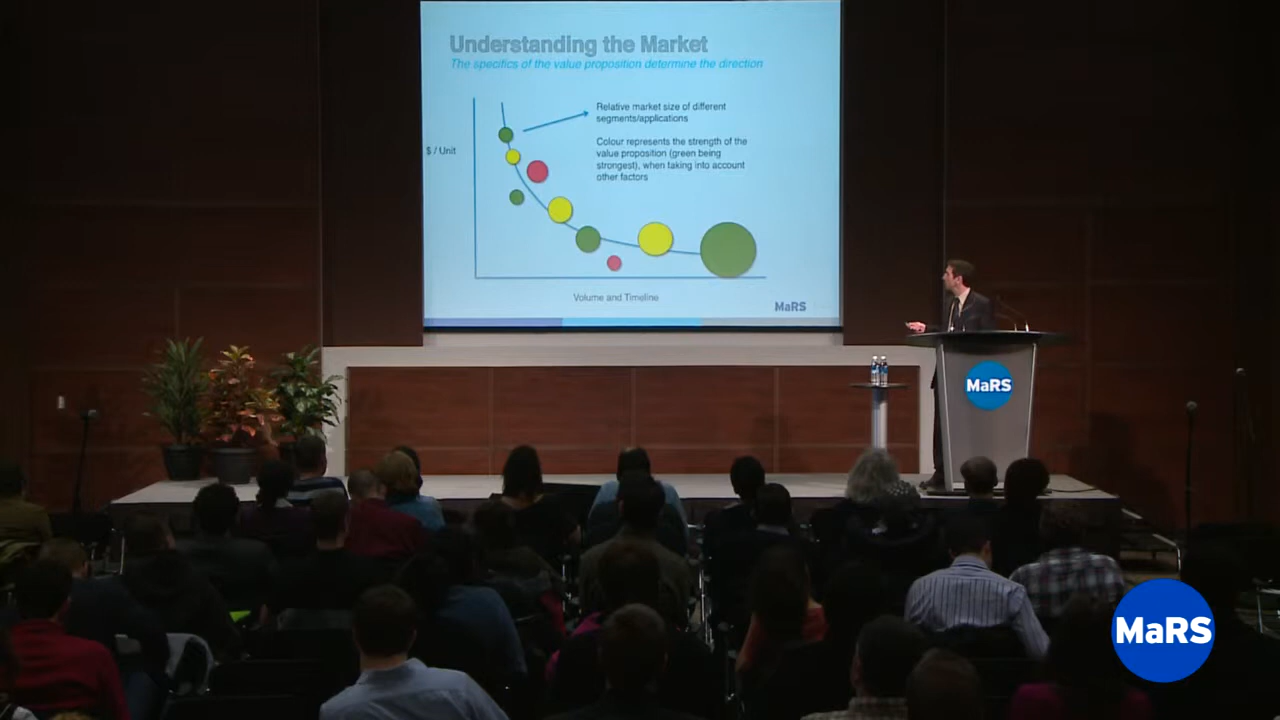 Understanding the Market
The specifics of the value proposition determine the direction
Relative market size of different
segments/applications
$ / Unit
Colour represents the strength of the
value proposition (green being
strongest), when taking into account
other factors
Volume and Timeline
MaRS
MaRS
MaRS